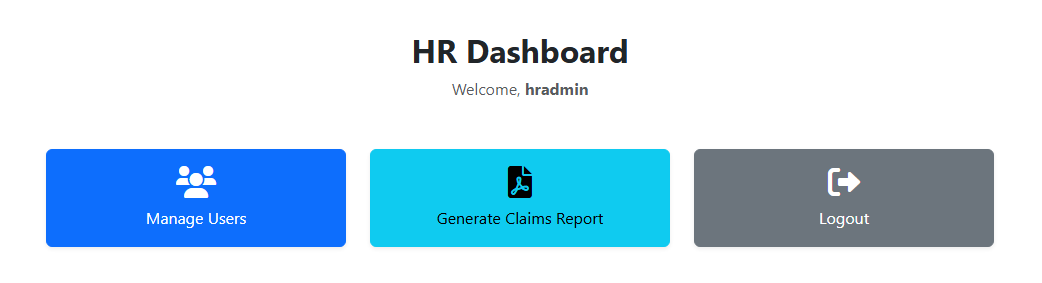 HR Dashboard
Welcome, hradmin
Manage Users
Generate Claims Report
Logout